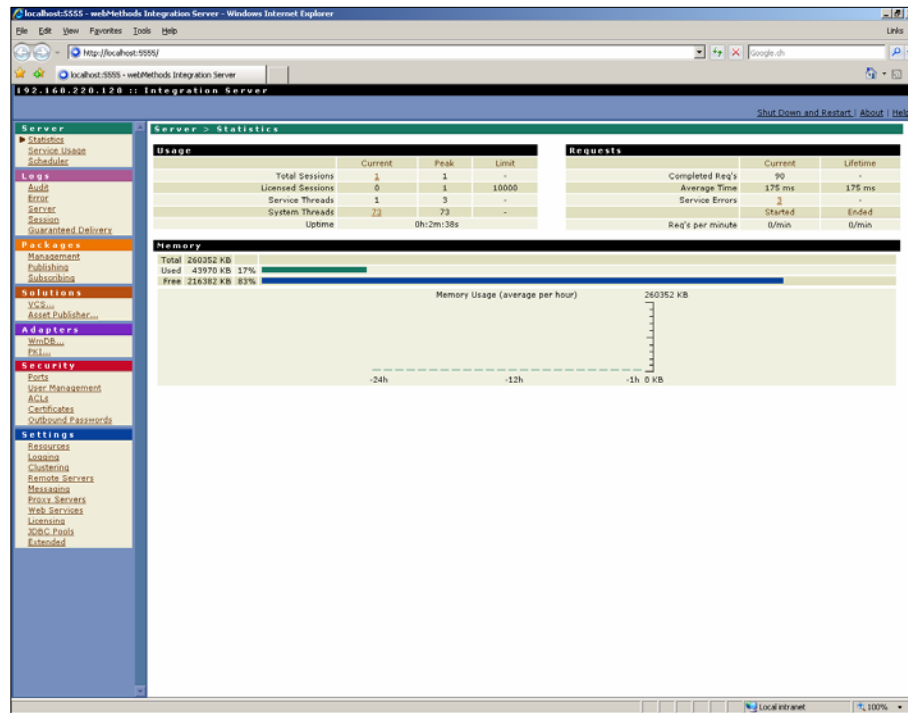 localhost:5555 - webMethods Integration Server - Windows Internet Explorer
File Edit View Favorites Tools Help
Links
http://localhost:5555/
Google.ch
localhost:5555 - webMethods Integration Server
192.168.220.128 :: Integration Server
Shut Down and Restart | About | Help
Server
Statistics
Service Usage
Scheduler
Logs
Audit
Error
Server
Session
Guaranteed Delivery
Packages
Management
Publishing
Subscribing
Solutions
VCS...
Asset Publisher...
Adapters
WmDB...
PKI...
Security
Ports
User Management
ACLs
Certificates
Outbound Passwords
Settings
Resources
Logging
Clustering
Remote Servers
Messaging
Proxy Servers
Web Services
Licensing
JDBC Pools
Extended
Server > Statistics
Usage
Current Peak Limit
Total Sessions 1 1 -
Licensed Sessions 0 1 10000
Service Threads 1 3 -
System Threads 73 73 -
Uptime 0h:2m:38s
Requests
Current Lifetime
Completed Req's 90 -
Average Time 175 ms 175 ms
Service Errors 3 -
Started Ended
Req's per minute 0/min 0/min
Memory
Total 260352 KB
Used 43970 KB 17%
Free 216382 KB 83%
Memory Usage (average per hour) 260352 KB
-24h -12h -1h 0 KB
Local intranet 100%